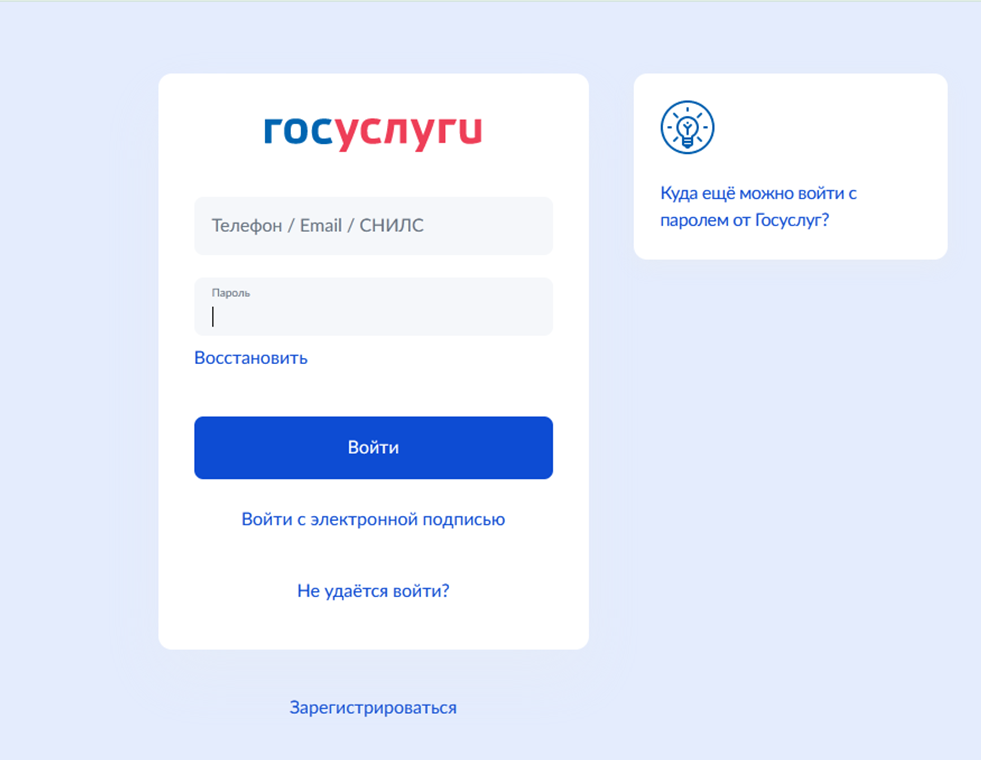 госуслуги
Телефон / Email / СНИЛС
Пароль
Восстановить
Войти
Войти с электронной подписью
Не удаётся войти?
Зарегистрироваться
Куда ещё можно войти с
паролем от Госуслуг?